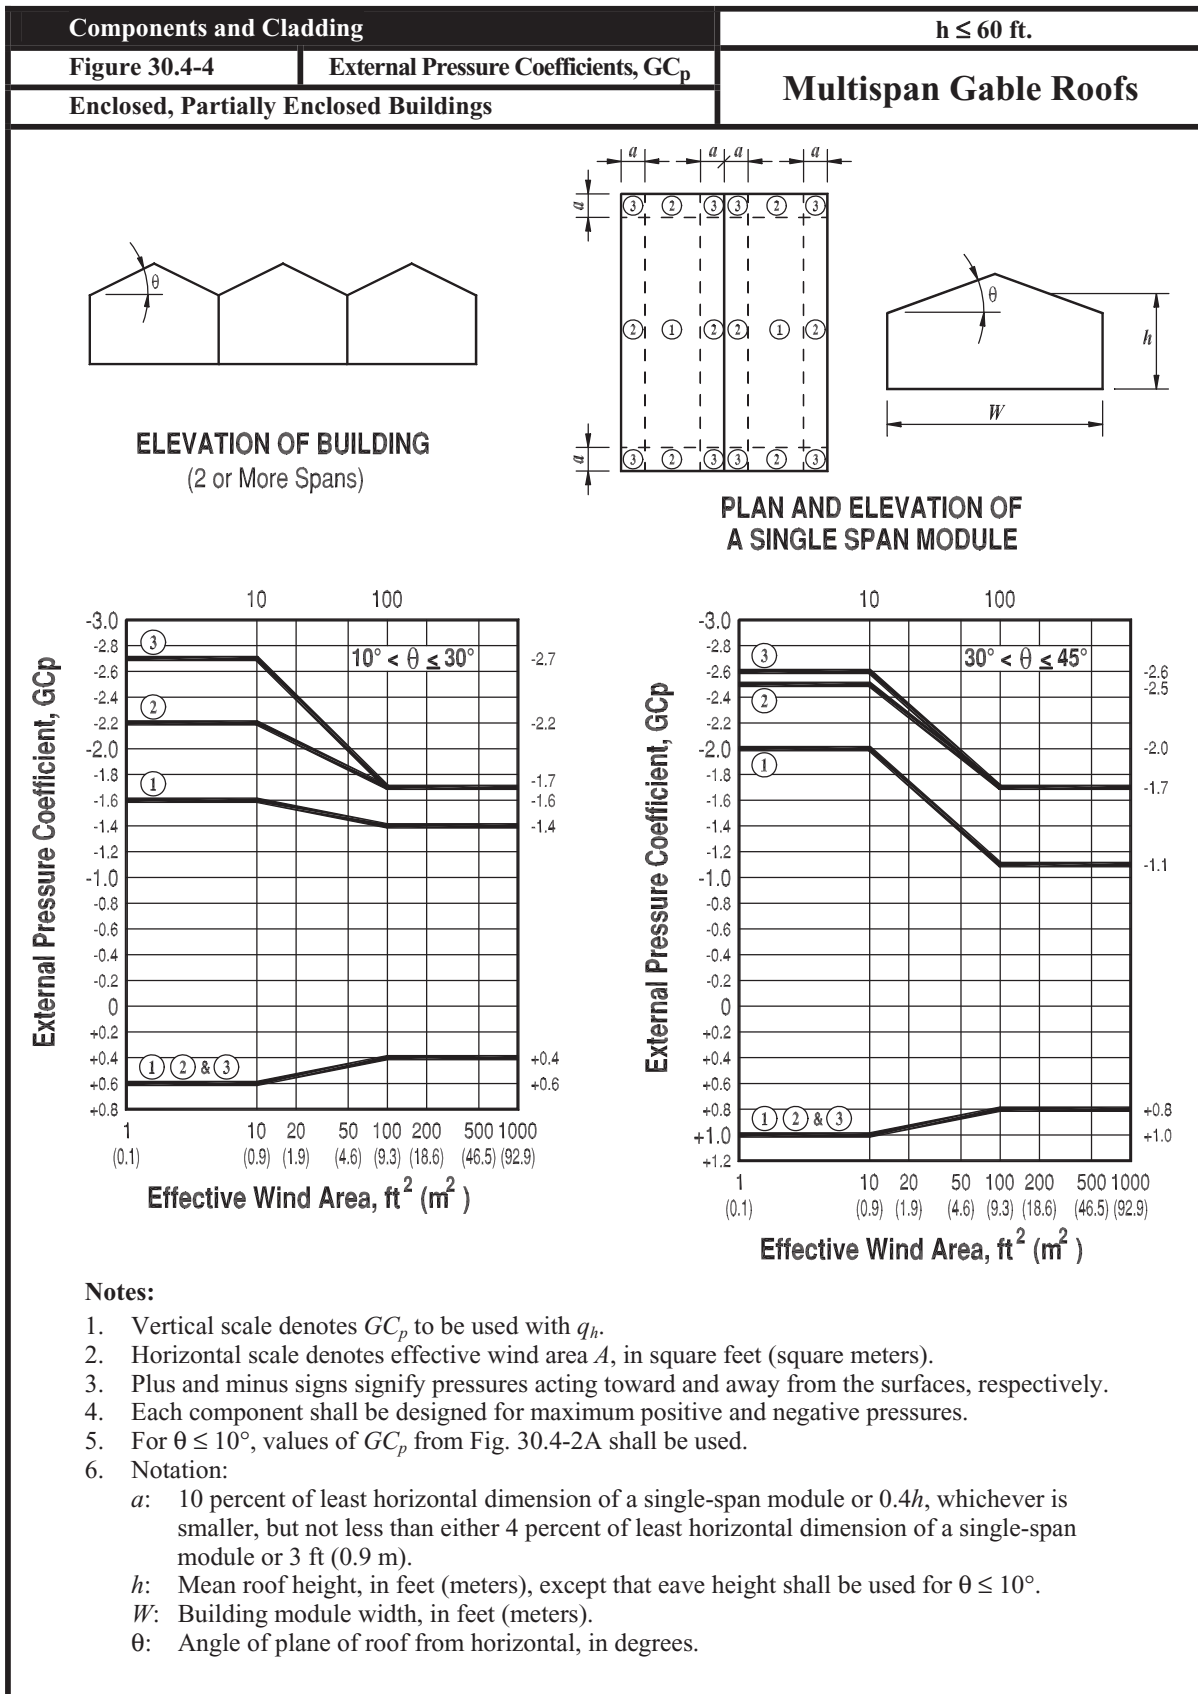 Components and Cladding
h ≤ 60 ft.
Figure 30.4-4
External Pressure Coefficients, GCp
Multispan Gable Roofs
Enclosed, Partially Enclosed Buildings
a a a a
a
3 2 3 3 2 3
θ
2 1 2 2 1 2
θ
h
W
a
3 2 3 3 2 3
ELEVATION OF BUILDING
(2 or More Spans)
PLAN AND ELEVATION OF
A SINGLE SPAN MODULE
External Pressure Coefficient, GCp
10 100
-3.0
-2.8
-2.6
-2.4
-2.2
-2.0
-1.8
-1.6
-1.4
-1.2
-1.0
-0.8
-0.6
-0.4
-0.2
0
+0.2
+0.4
+0.6
+0.8
3
2
1
1 2 & 3
10° < θ ≤ 30°
-2.7
-2.2
-1.7
-1.6
-1.4
+0.4
+0.6
1 10 20 50 100 200 500 1000
(0.1) (0.9) (1.9) (4.6) (9.3) (18.6) (46.5) (92.9)
Effective Wind Area, ft² (m²)
External Pressure Coefficient, GCp
10 100
-3.0
-2.8
-2.6
-2.4
-2.2
-2.0
-1.8
-1.6
-1.4
-1.2
-1.0
-0.8
-0.6
-0.4
-0.2
0
+0.2
+0.4
+0.6
+0.8
+1.0
+1.2
3
2
1
1 2 & 3
30° < θ ≤ 45°
-2.6
-2.5
-2.0
-1.7
-1.1
+0.8
+1.0
1 10 20 50 100 200 500 1000
(0.1) (0.9) (1.9) (4.6) (9.3) (18.6) (46.5) (92.9)
Effective Wind Area, ft² (m²)
Notes:
1. Vertical scale denotes GCp to be used with qh.
2. Horizontal scale denotes effective wind area A, in square feet (square meters).
3. Plus and minus signs signify pressures acting toward and away from the surfaces, respectively.
4. Each component shall be designed for maximum positive and negative pressures.
5. For θ ≤ 10°, values of GCp from Fig. 30.4-2A shall be used.
6. Notation:
a: 10 percent of least horizontal dimension of a single-span module or 0.4h, whichever is
smaller, but not less than either 4 percent of least horizontal dimension of a single-span
module or 3 ft (0.9 m).
h: Mean roof height, in feet (meters), except that eave height shall be used for θ ≤ 10°.
W: Building module width, in feet (meters).
θ: Angle of plane of roof from horizontal, in degrees.